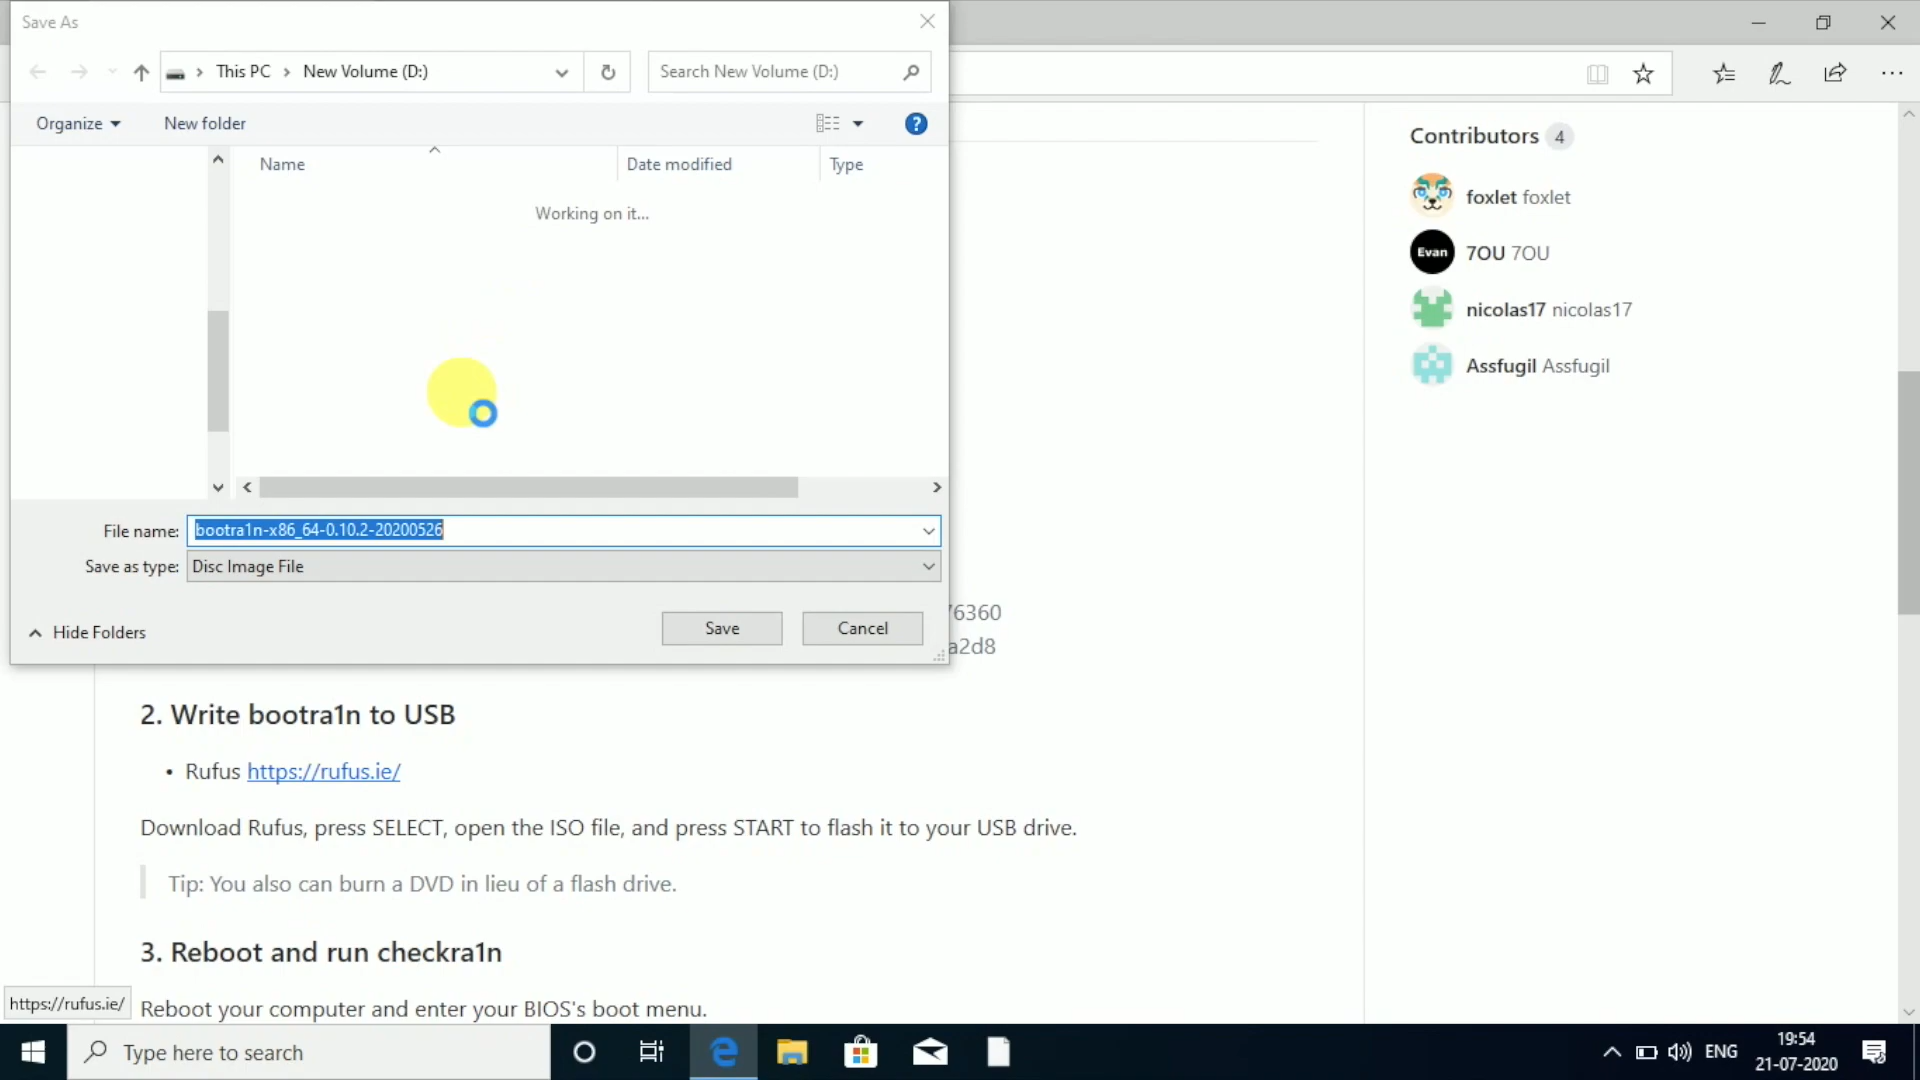 Save As
This PC
New Volume (D:)
Search New Volume (D:)
Organize
New folder
?
Name
Date modified
Type
Working on it...
File name:
bootra1n-x86_64-0.10.2-20200526
Save as type:
Disc Image File
Hide Folders
Save
Cancel
76360
a2d8
Contributors 4
foxlet foxlet
Evan
7OU 7OU
nicolas17 nicolas17
Assfugil Assfugil
2. Write bootra1n to USB
• Rufus https://rufus.ie/
Download Rufus, press SELECT, open the ISO file, and press START to flash it to your USB drive.
Tip: You also can burn a DVD in lieu of a flash drive.
3. Reboot and run checkra1n
https://rufus.ie/
Reboot your computer and enter your BIOS's boot menu.
Type here to search
ENG
19:54
21-07-2020